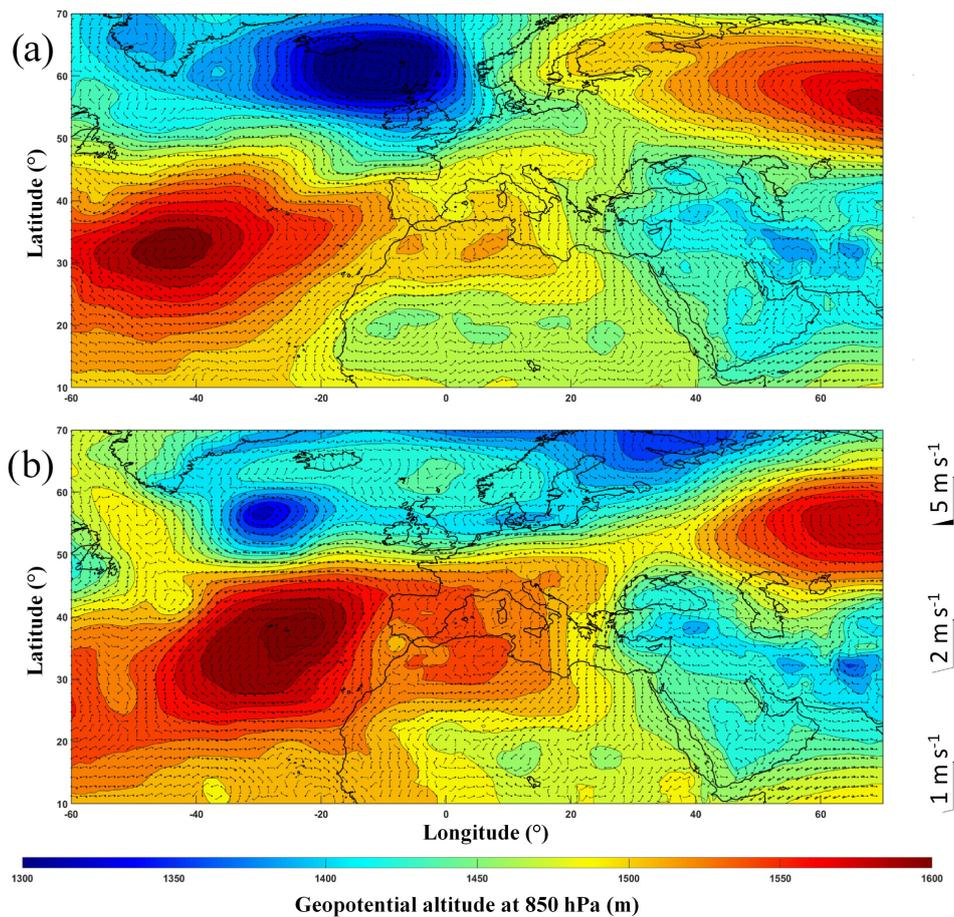 (a)
Latitude (°)
70
60
50
40
30
20
10
-60 -40 -20 0 20 40 60
(b)
Latitude (°)
70
60
50
40
30
20
10
-60 -40 -20 0 20 40 60
Longitude (°)
5 m s⁻¹
2 m s⁻¹
1 m s⁻¹
1300 1350 1400 1450 1500 1550 1600
Geopotential altitude at 850 hPa (m)